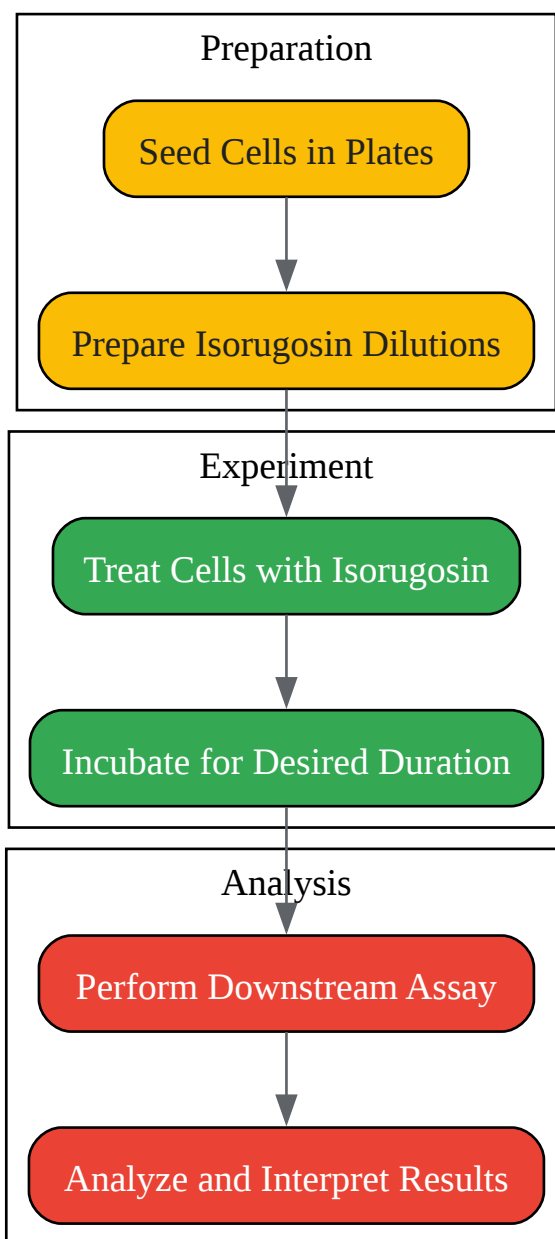 Preparation
Seed Cells in Plates
Prepare Isorugosin Dilutions
Experiment
Treat Cells with Isorugosin
Incubate for Desired Duration
Analysis
Perform Downstream Assay
Analyze and Interpret Results